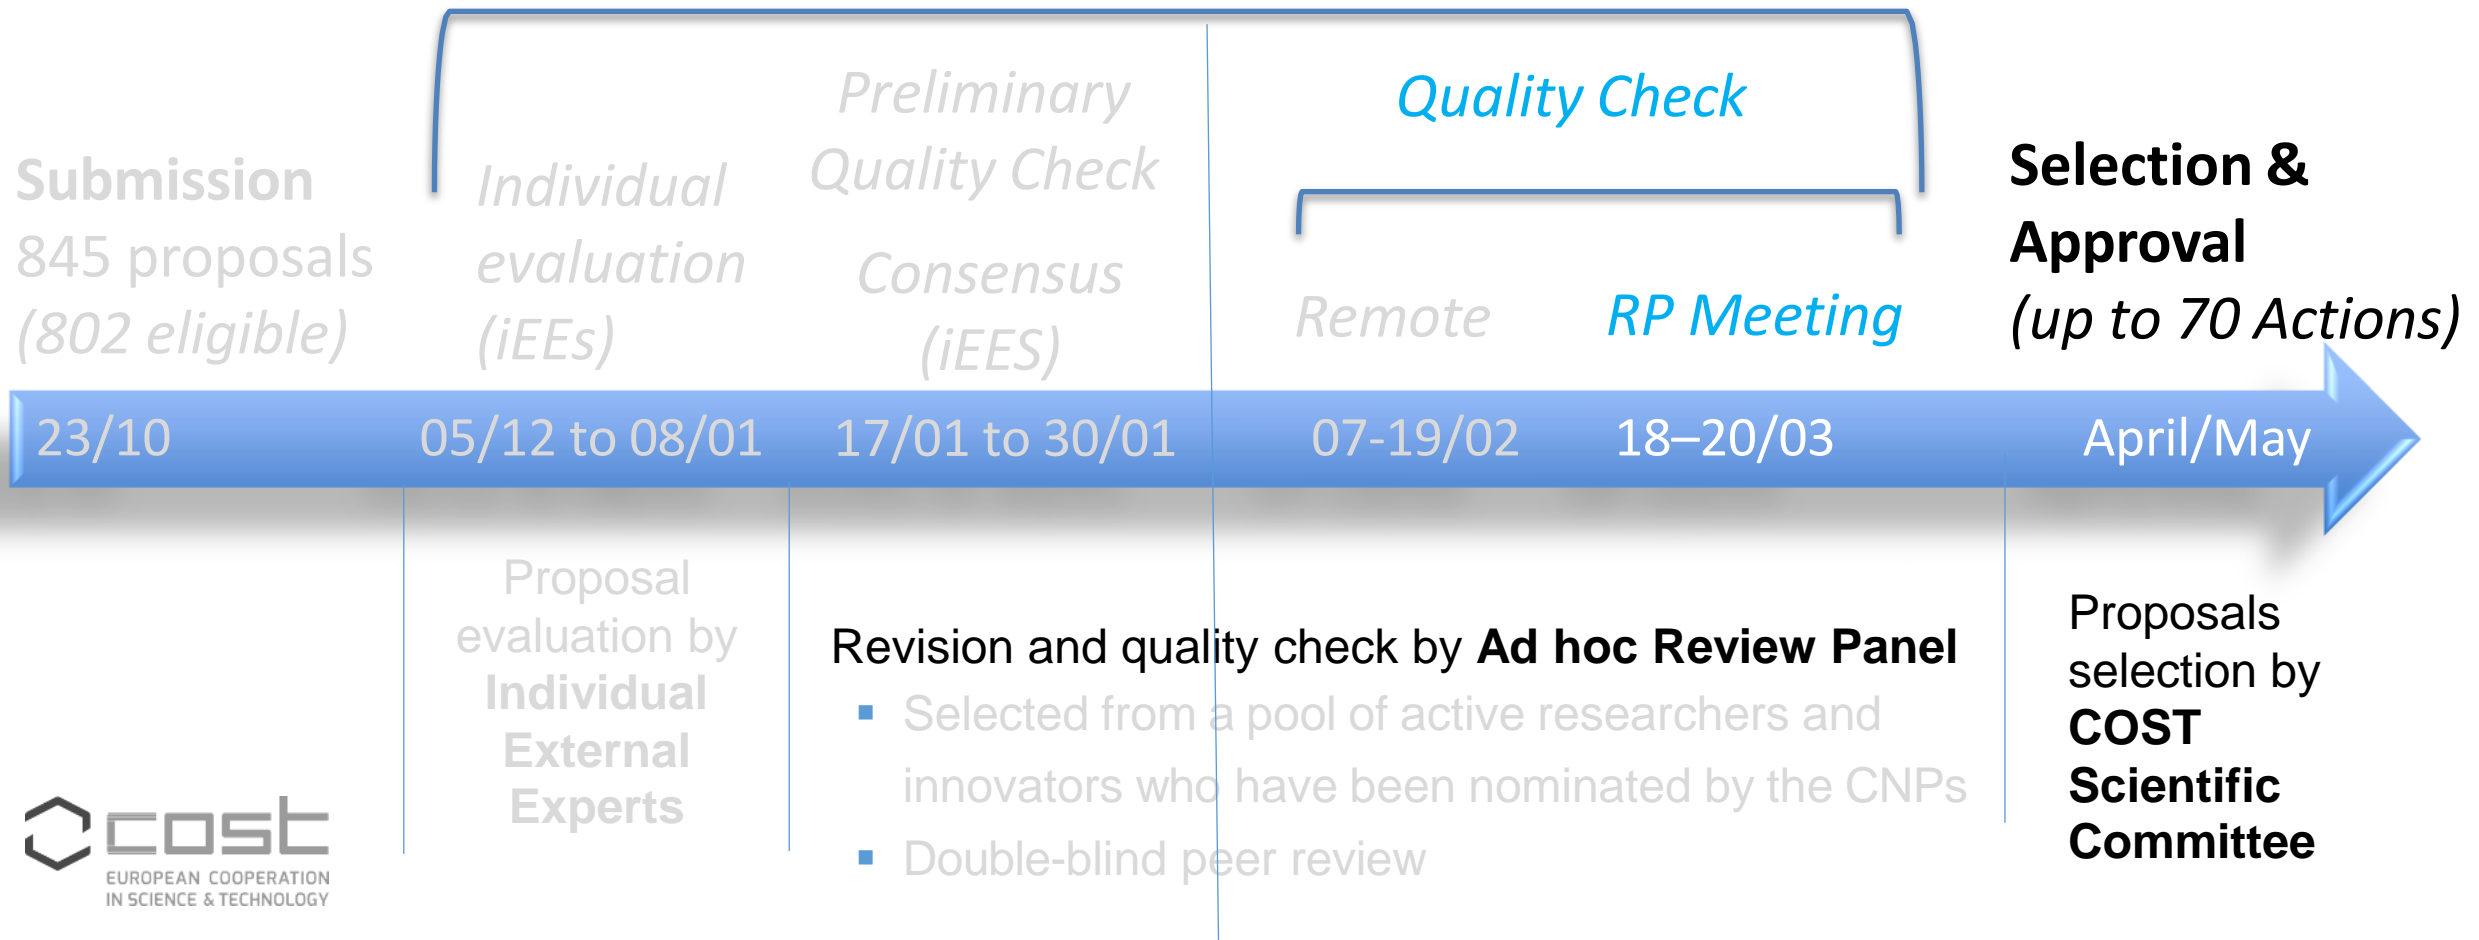 Submission
845 proposals
(802 eligible)
Individual
evaluation
(iEEs)
Preliminary
Quality Check
Consensus
(iEES)
Quality Check
Remote
RP Meeting
Selection &
Approval
(up to 70 Actions)
23/10
05/12 to 08/01
17/01 to 30/01
07-19/02
18–20/03
April/May
Proposal
evaluation by
Individual
External
Experts
Revision and quality check by Ad hoc Review Panel
▪ Selected from a pool of active researchers and
innovators who have been nominated by the CNPs
▪ Double-blind peer review
Proposals
selection by
COST
Scientific
Committee
cost
EUROPEAN COOPERATION
IN SCIENCE & TECHNOLOGY